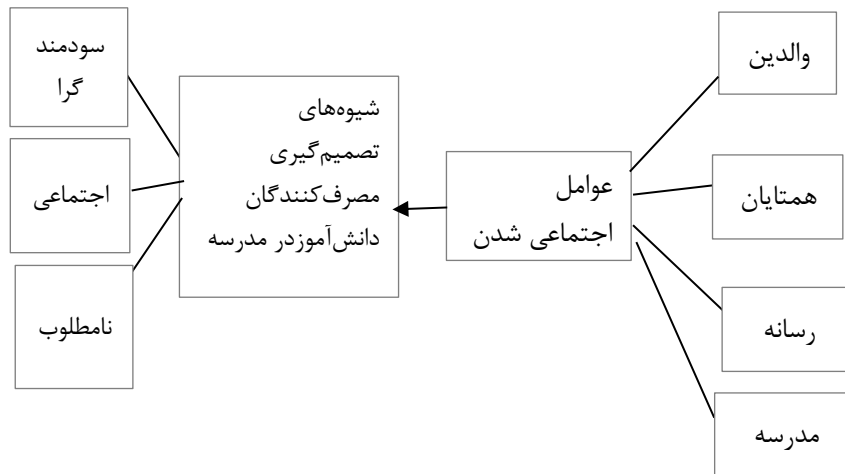 والدین
همتایان
رسانه
مدرسه
عوامل
اجتماعی شدن
شیوه‌های
تصمیم‌گیری
مصرف‌کنندگان
دانش‌آموزدر مدرسه
سودمند
گرا
اجتماعی
نامطلوب